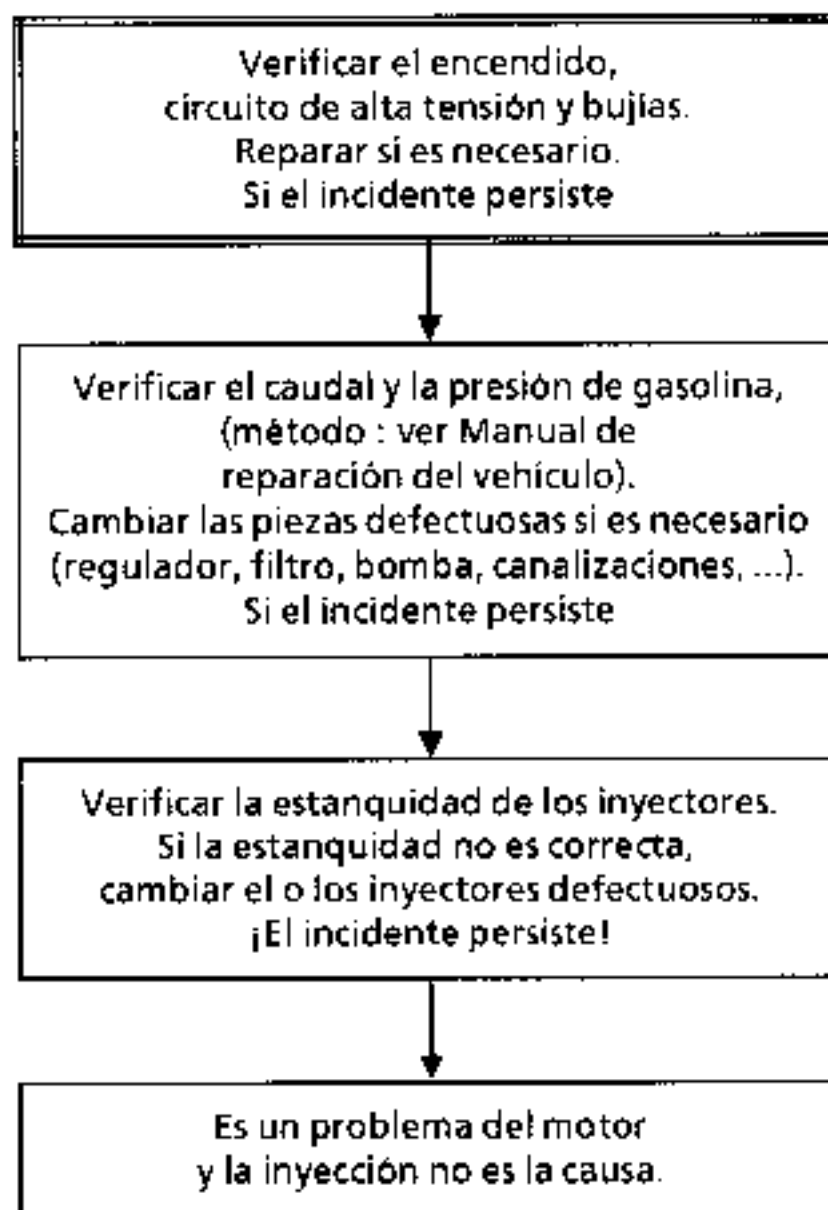 Verificar el encendido,
circuito de alta tensión y bujías.
Reparar si es necesario.
Si el incidente persiste
Verificar el caudal y la presión de gasolina,
(método : ver Manual de
reparación del vehículo).
Cambiar las piezas defectuosas si es necesario
(regulador, filtro, bomba, canalizaciones, ...).
Si el incidente persiste
Verificar la estanquidad de los inyectores.
Si la estanquidad no es correcta,
cambiar el o los inyectores defectuosos.
¡El incidente persiste!
Es un problema del motor
y la inyección no es la causa.